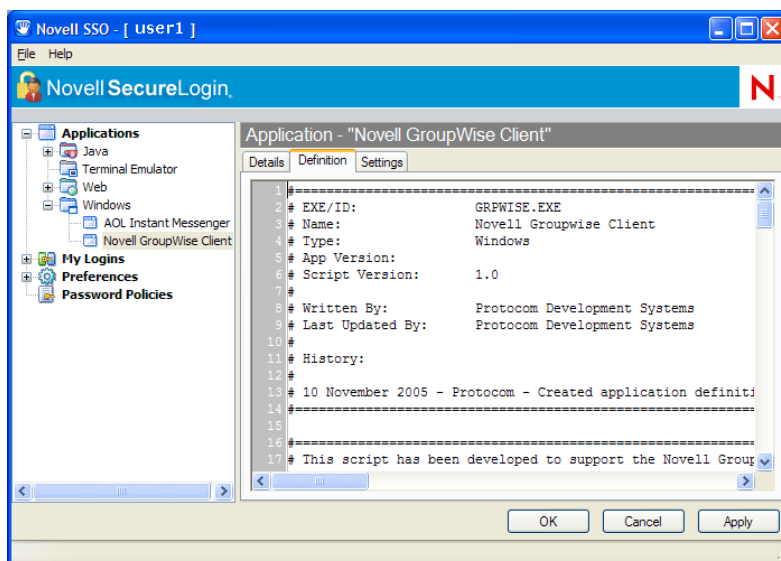 Novell SSO - [ user1 ]
File Help
Novell SecureLogin
N
Applications
Java
Terminal Emulator
Web
Windows
AOL Instant Messenger
Novell GroupWise Client
My Logins
Preferences
Password Policies
Application - "Novell GroupWise Client"
Details Definition Settings
1 #==================================================
2 # EXE/ID: GRPWISE.EXE
3 # Name: Novell Groupwise Client
4 # Type: Windows
5 # App Version:
6 # Script Version: 1.0
7 #
8 # Written By: Protocom Development Systems
9 # Last Updated By: Protocom Development Systems
10 #
11 # History:
12 #
13 # 10 November 2005 - Protocom - Created application definiti
14 #==================================================
15
16 #==================================================
17 # This script has been developed to support the Novell Group
OK Cancel Apply